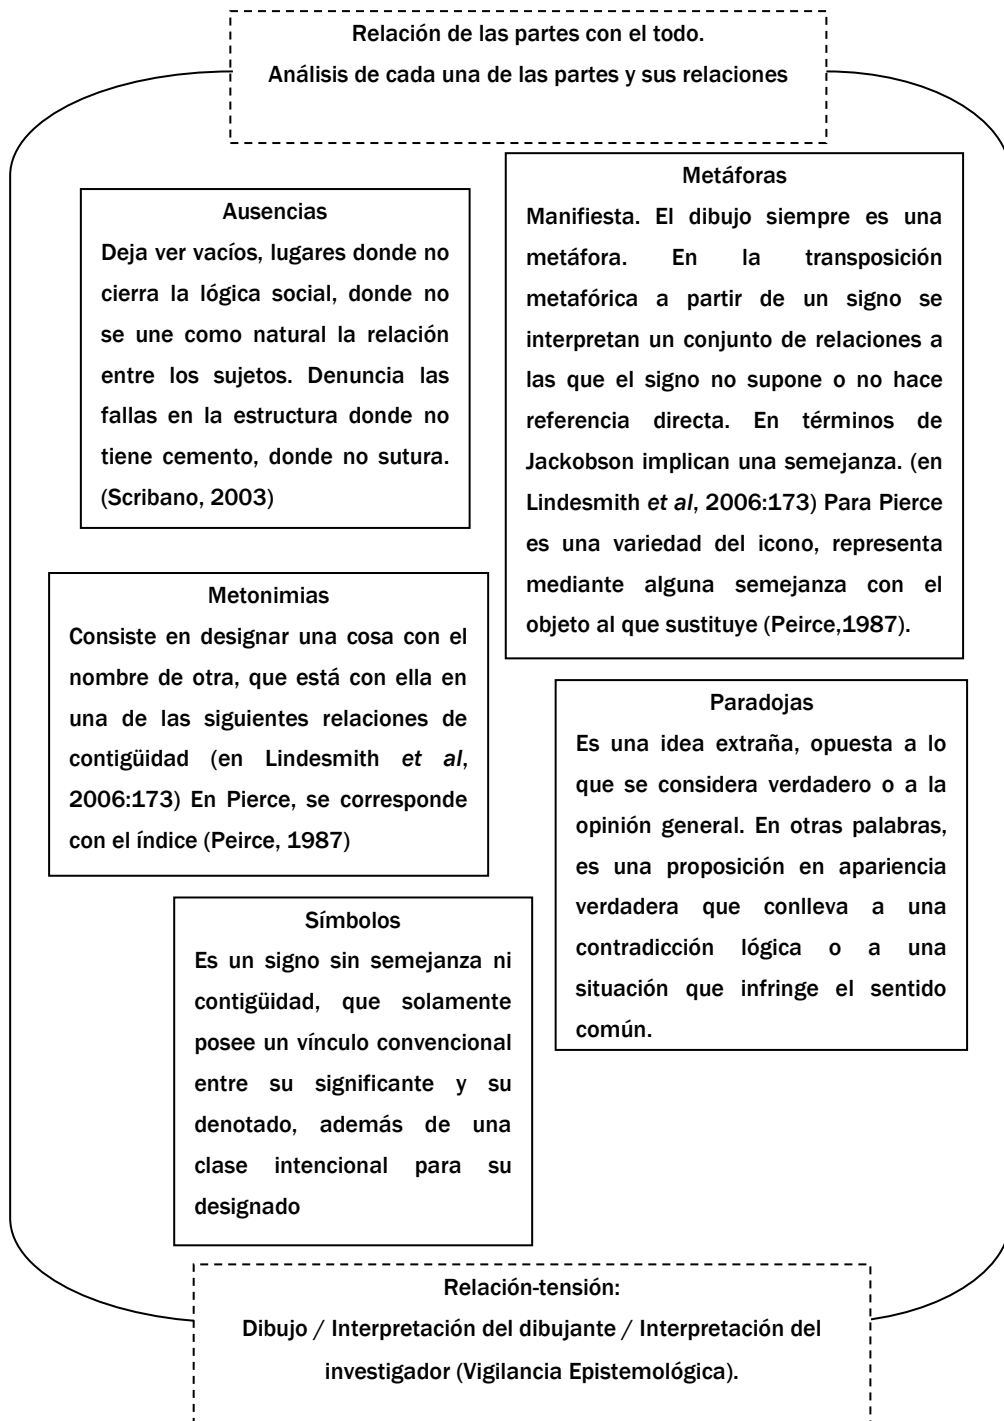 Relación de las partes con el todo.
Análisis de cada una de las partes y sus relaciones
Ausencias
Deja ver vacíos, lugares donde no
cierra la lógica social, donde no
se une como natural la relación
entre los sujetos. Denuncia las
fallas en la estructura donde no
tiene cemento, donde no sutura.
(Scribano, 2003)
Metáforas
Manifiesta. El dibujo siempre es una
metáfora. En la transposición
metafórica a partir de un signo se
interpretan un conjunto de relaciones a
las que el signo no supone o no hace
referencia directa. En términos de
Jackobson implican una semejanza. (en
Lindesmith et al, 2006:173) Para Pierce
es una variedad del icono, representa
mediante alguna semejanza con el
objeto al que sustituye (Peirce,1987).
Metonimias
Consiste en designar una cosa con el
nombre de otra, que está con ella en
una de las siguientes relaciones de
contigüidad (en Lindesmith et al,
2006:173) En Pierce, se corresponde
con el índice (Peirce, 1987)
Paradojas
Es una idea extraña, opuesta a lo
que se considera verdadero o a la
opinión general. En otras palabras,
es una proposición en apariencia
verdadera que conlleva a una
contradicción lógica o a una
situación que infringe el sentido
común.
Símbolos
Es un signo sin semejanza ni
contigüidad, que solamente
posee un vínculo convencional
entre su significante y su
denotado, además de una
clase intencional para su
designado
Relación-tensión:
Dibujo / Interpretación del dibujante / Interpretación del
investigador (Vigilancia Epistemológica).